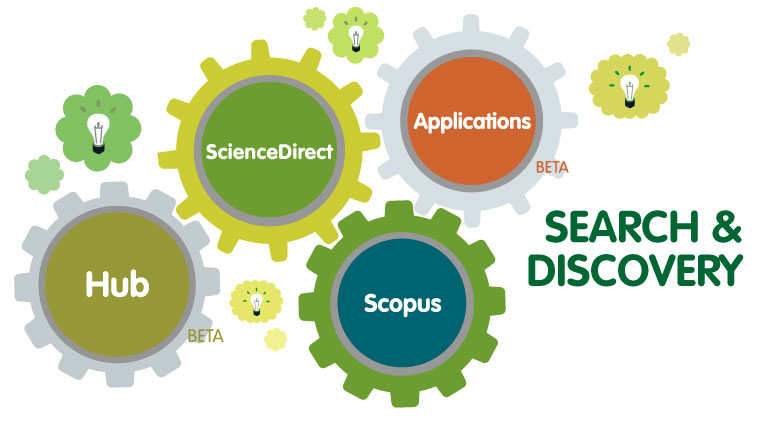 ScienceDirect
Applications
BETA
SEARCH &
DISCOVERY
Hub
BETA
Scopus